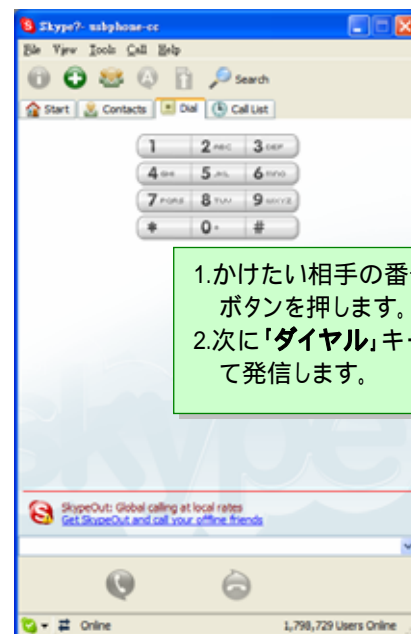 Skype?- usbphone-cc
File View Tools Call Help
Search
Start Contacts Dial Call List
1 2 ABC 3 DEF
4 GHI 5 JKL 6 MNO
7 PQRS 8 TUV 9 WXYZ
* 0 + #
1.かけたい相手の番
ボタンを押します。
2.次に「ダイヤル」キー
て発信します。
SkypeOut: Global calling at local rates
Get SkypeOut and call your offline friends
Online 1,798,729 Users Online